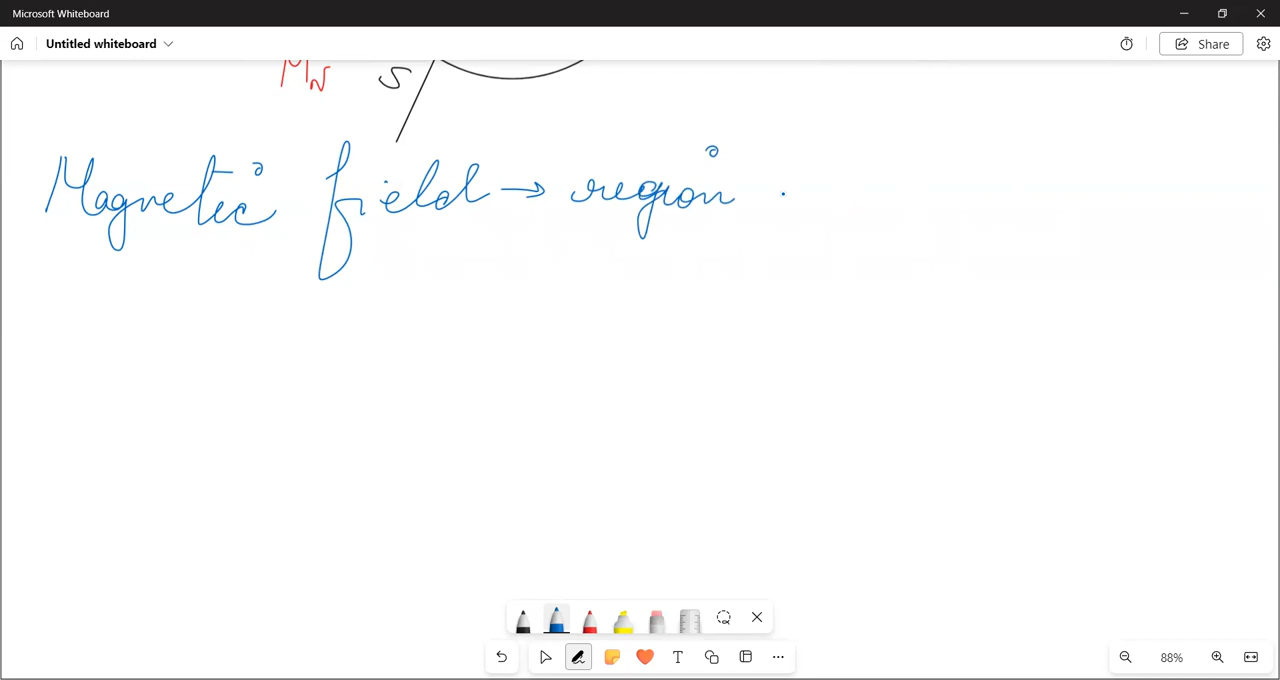 Microsoft Whiteboard
Untitled whiteboard
Share
S
Magnetic field → region
T
88%